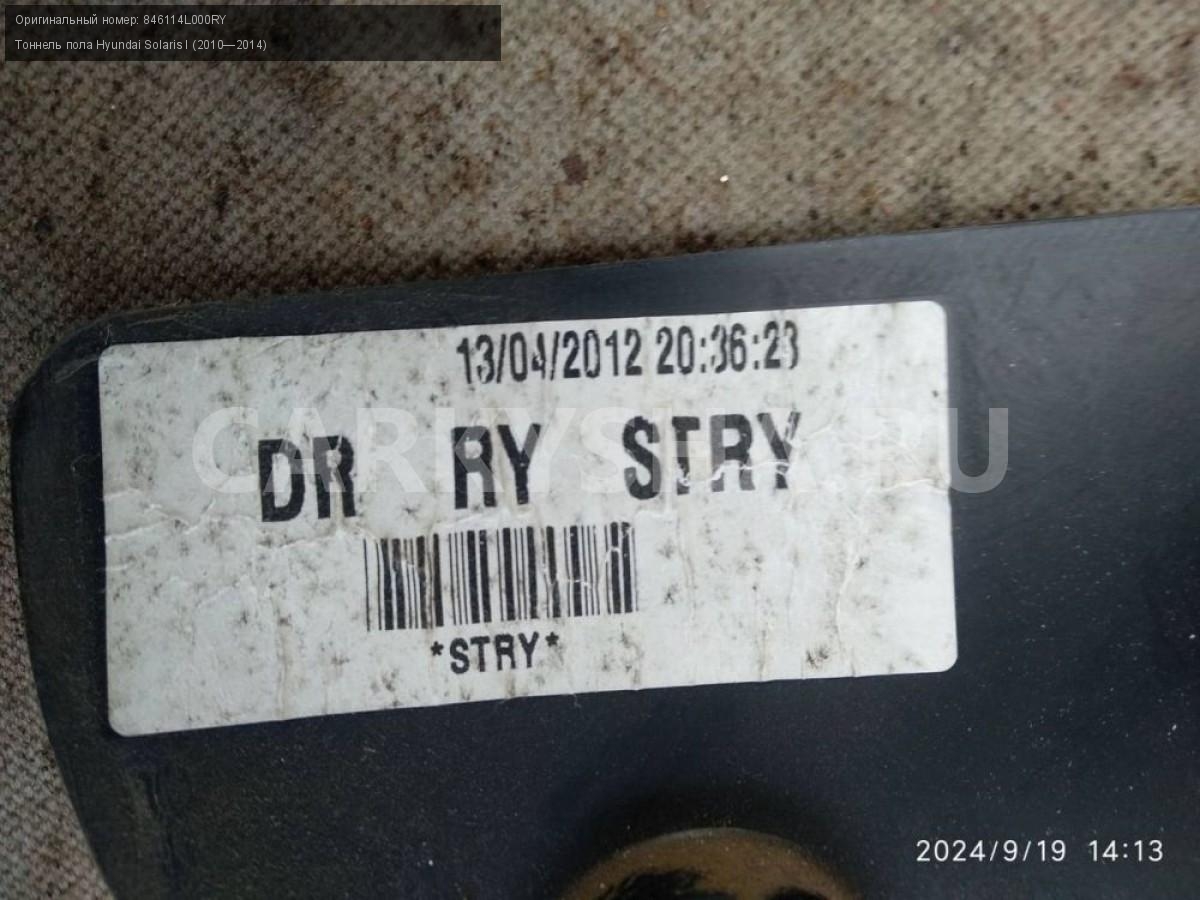 Оригинальный номер: 846114L000RY
Тоннель пола Hyundai Solaris I (2010—2014)
13/04/2012 20:36:23
DR RY STRY
CARKYSEK.RU
*STRY*
2024/9/19 14:13